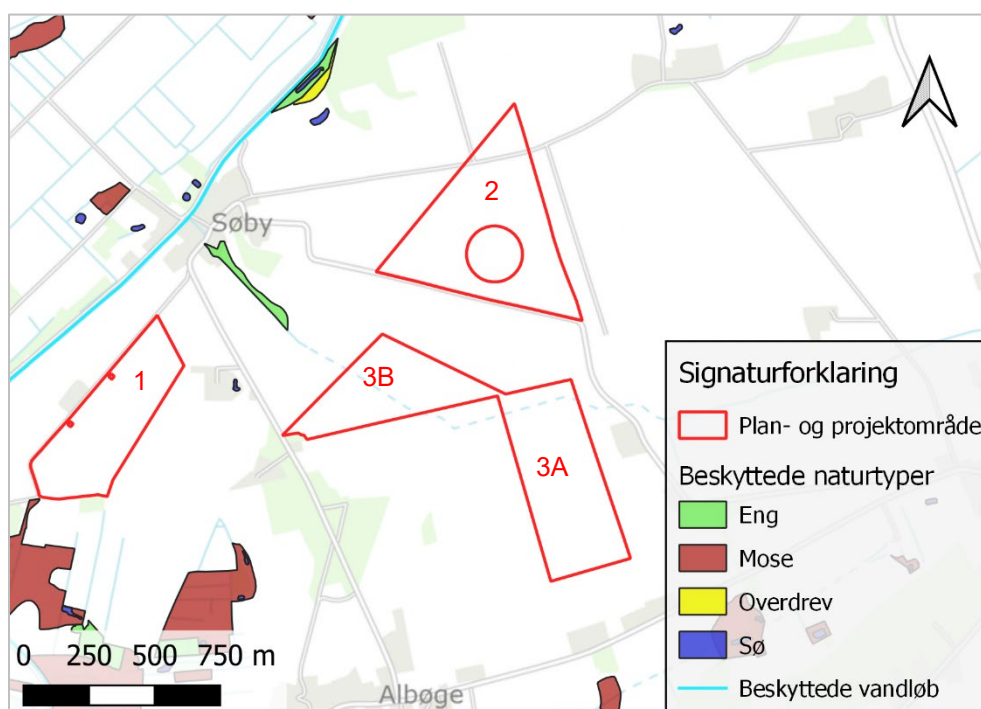 2
Søby
1
3B
3A
Signaturforklaring
Plan- og projektområde
Beskyttede naturtyper
Eng
Mose
Overdrev
Sø
Beskyttede vandløb
0 250 500 750 m
Albøge